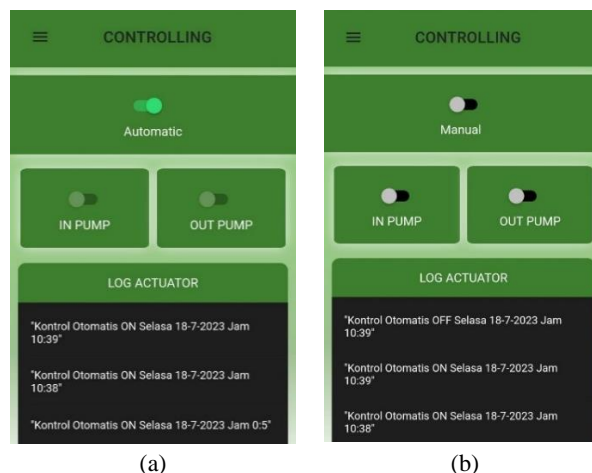 CONTROLLING
Automatic
IN PUMP
OUT PUMP
LOG ACTUATOR
"Kontrol Otomatis ON Selasa 18-7-2023 Jam
10:39"
"Kontrol Otomatis ON Selasa 18-7-2023 Jam
10:38"
"Kontrol Otomatis ON Selasa 18-7-2023 Jam 0:5"
(a)
CONTROLLING
Manual
IN PUMP
OUT PUMP
LOG ACTUATOR
"Kontrol Otomatis OFF Selasa 18-7-2023 Jam
10:39"
"Kontrol Otomatis ON Selasa 18-7-2023 Jam
10:39"
"Kontrol Otomatis ON Selasa 18-7-2023 Jam
10:38"
(b)